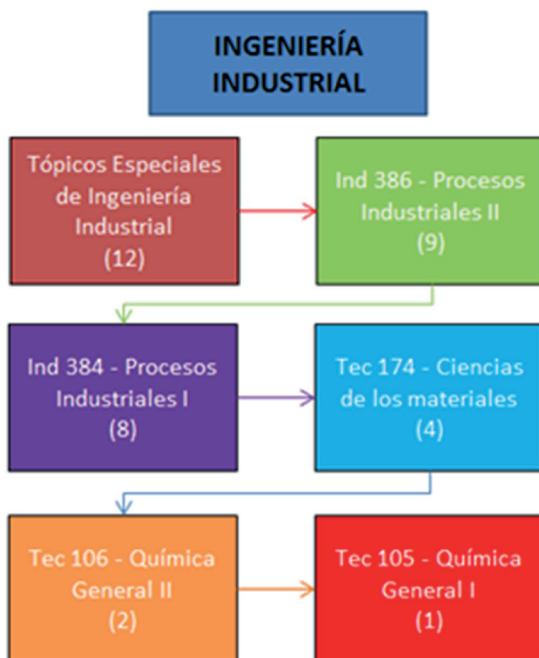 INGENIERÍA
INDUSTRIAL
Tópicos Especiales
de Ingeniería
Industrial
(12)
Ind 386 - Procesos
Industriales II
(9)
Ind 384 - Procesos
Industriales I
(8)
Tec 174 - Ciencias
de los materiales
(4)
Tec 106 - Química
General II
(2)
Tec 105 - Química
General I
(1)